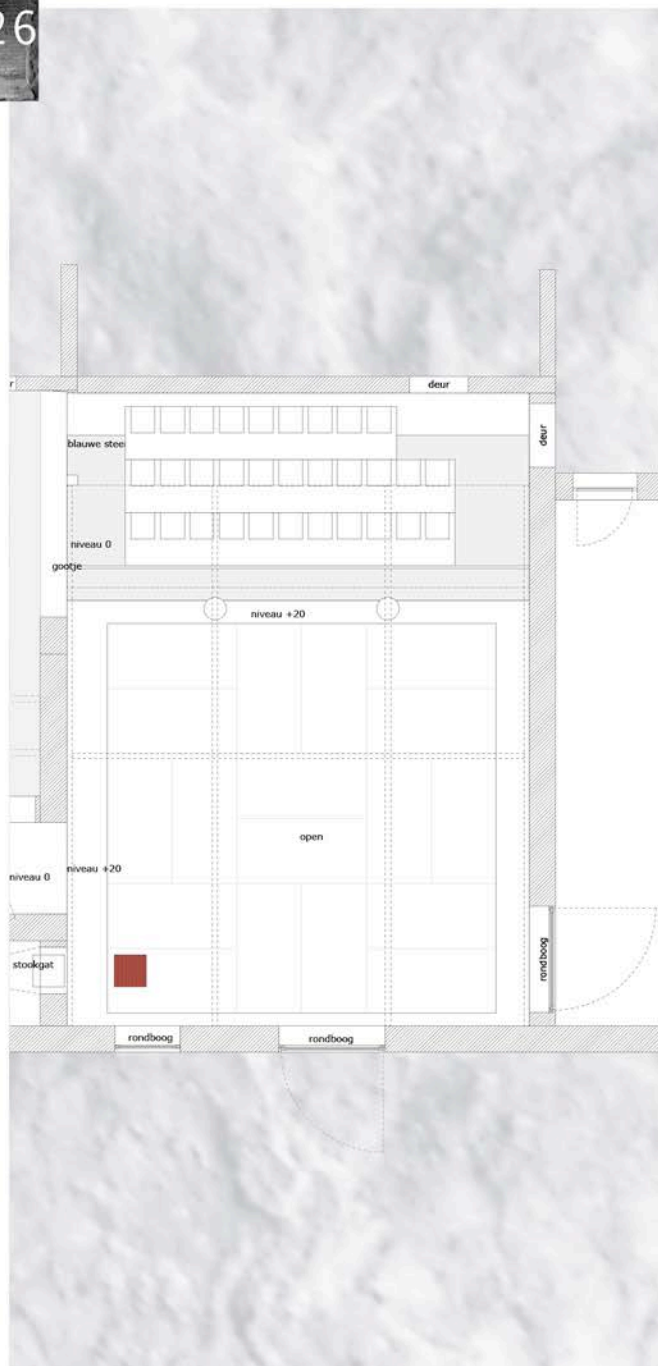 26
r
deur
deur
blauwe stee
niveau 0
gootje
niveau +20
open
niveau +20
niveau 0
stookgat
rondboog
rondboog
rondboog